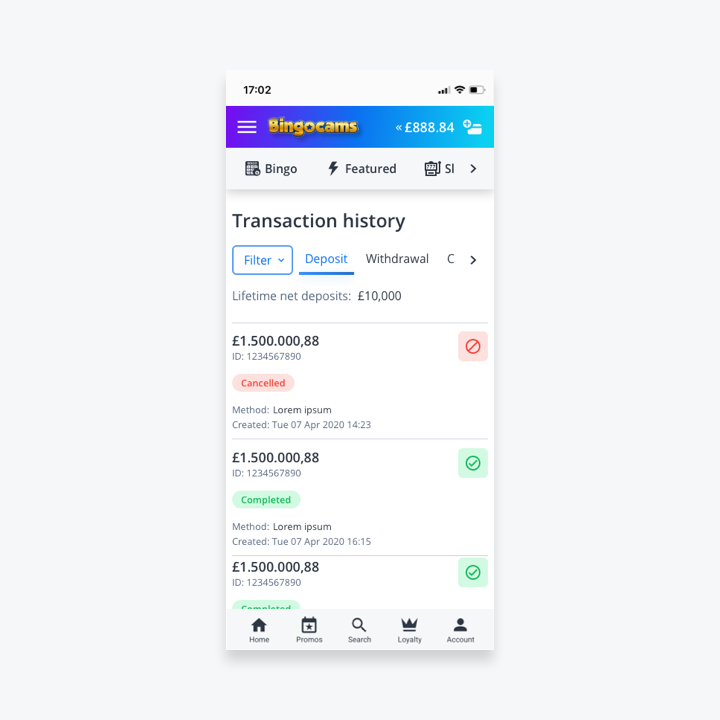 17:02
Bingocams « £888.84
Bingo Featured Sl
Transaction history
Filter Deposit Withdrawal C
Lifetime net deposits: £10,000
£1.500.000,88
ID: 1234567890
Cancelled
Method: Lorem ipsum
Created: Tue 07 Apr 2020 14:23
£1.500.000,88
ID: 1234567890
Completed
Method: Lorem ipsum
Created: Tue 07 Apr 2020 16:15
£1.500.000,88
ID: 1234567890
Completed
Home Promos Search Loyalty Account